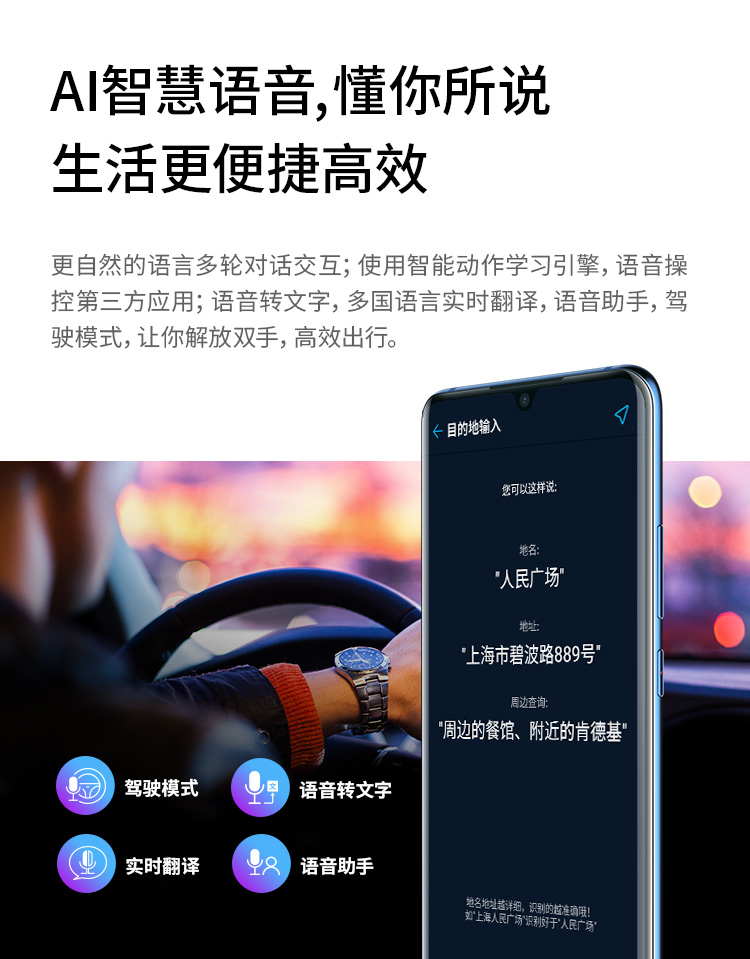 AI智慧语音,懂你所说
生活更便捷高效
更自然的语言多轮对话交互；使用智能动作学习引擎，语音操
控第三方应用；语音转文字，多国语言实时翻译，语音助手，驾
驶模式，让你解放双手，高效出行。
目的地输入
您可以这样说:
地名:
"人民广场"
地址:
"上海市碧波路889号"
周边查询:
"周边的餐馆、附近的肯德基"
地名地址越详细，识别的越准确哦！
如"上海人民广场"识别好于"人民广场"
驾驶模式
语音转文字
实时翻译
语音助手
文